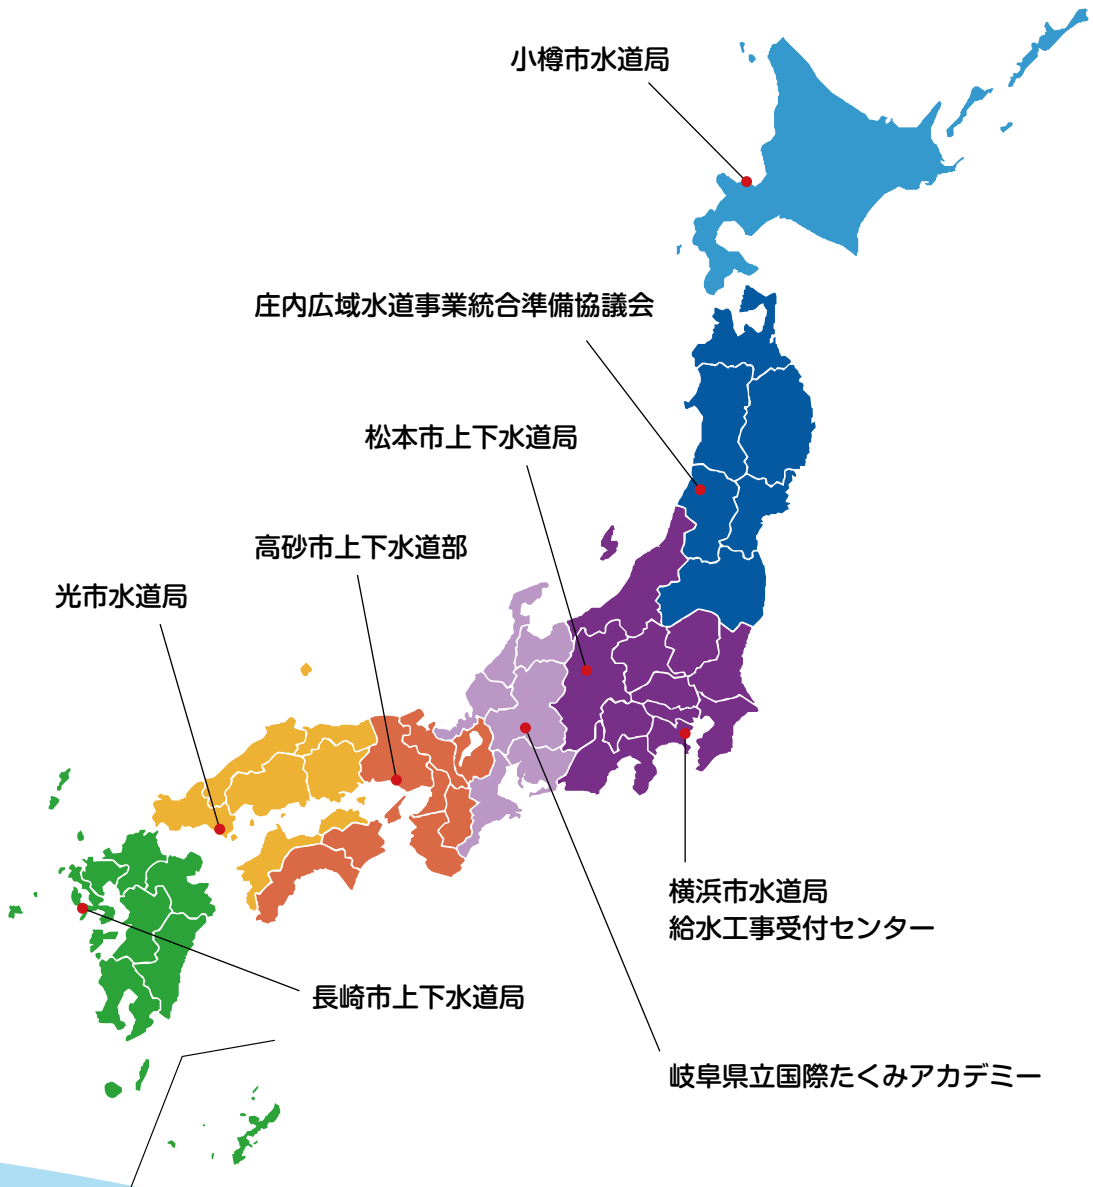 小樽市水道局
庄内広域水道事業統合準備協議会
松本市上下水道局
高砂市上下水道部
光市水道局
横浜市水道局
給水工事受付センター
長崎市上下水道局
岐阜県立国際たくみアカデミー